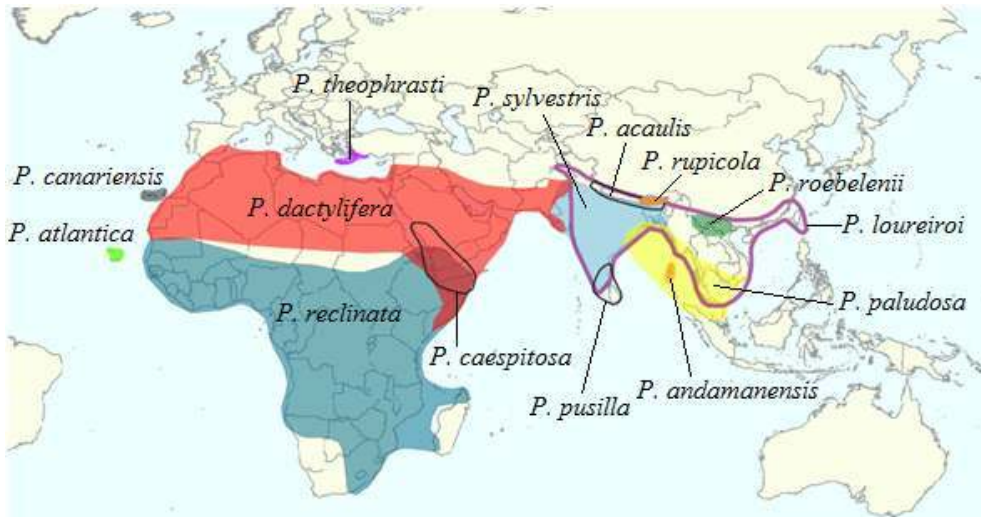 P. theophrasti
P. sylvestris
P. acaulis
P. rupicola
P. canariensis
P. roebelenii
P. dactylifera
P. loureiroi
P. atlantica
P. paludosa
P. reclinata
P. caespitosa
P. andamanensis
P. pusilla